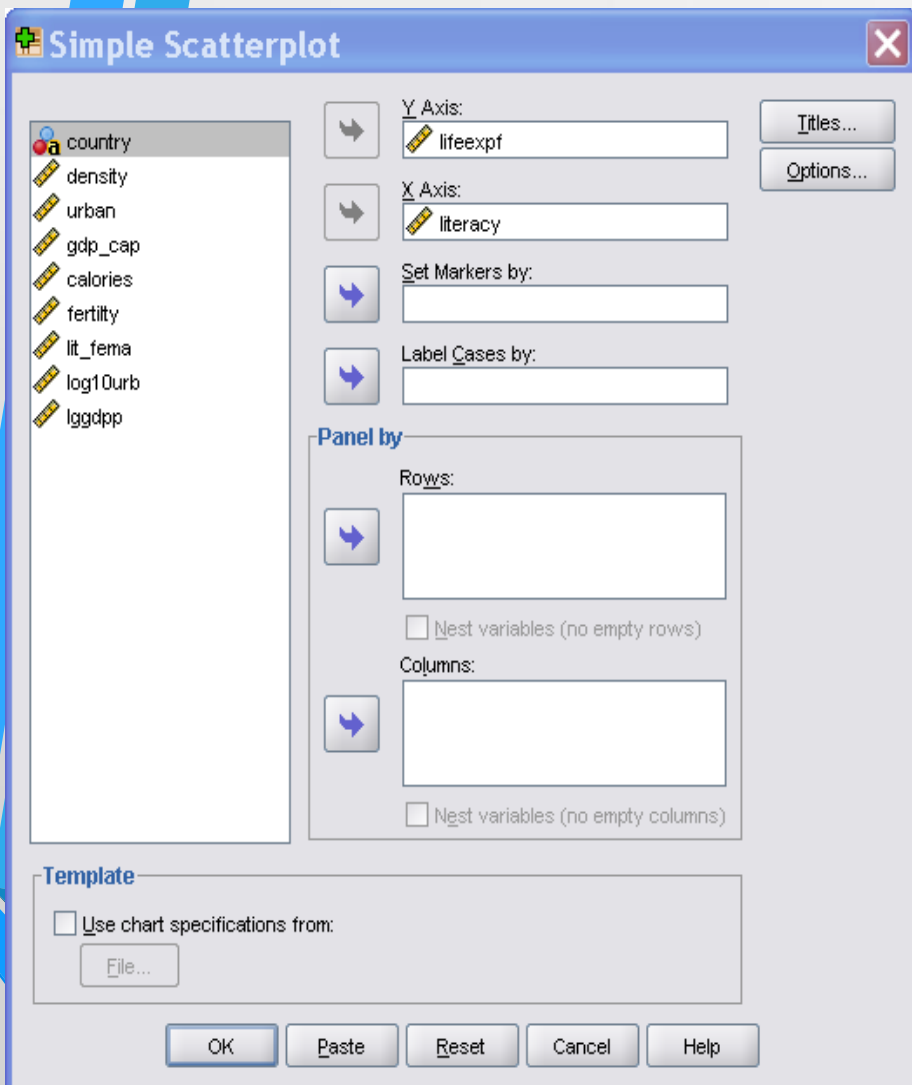 Simple Scatterplot
country
density
urban
gdp_cap
calories
fertilty
lit_fema
log10urb
lggdpp
Y Axis:
lifeexpf
X Axis:
literacy
Set Markers by:
Label Cases by:
Panel by
Rows:
Nest variables (no empty rows)
Columns:
Nest variables (no empty columns)
Titles...
Options...
Template
Use chart specifications from:
File...
OK Paste Reset Cancel Help